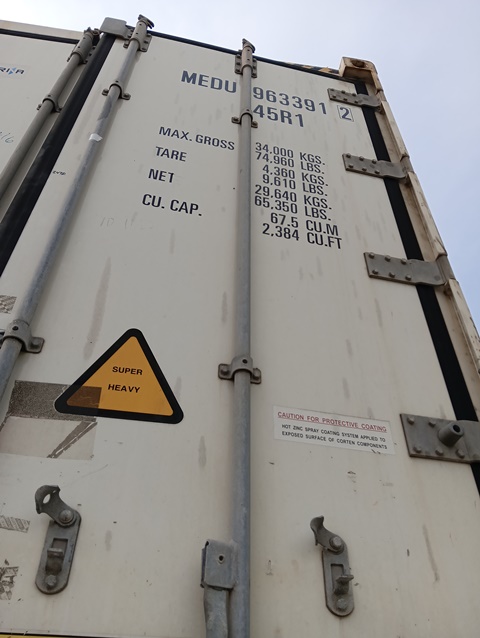 MEDU 963391 2
45R1
MAX. GROSS 34.000 KGS.
74.960 LBS.
TARE 4.360 KGS.
9,610 LBS.
NET 29.640 KGS.
65,350 LBS.
CU. CAP. 67.5 CU.M
2,384 CU.FT
SUPER
HEAVY
CAUTION FOR PROTECTIVE COATING
HOT ZINC SPRAY COATING SYSTEM APPLIED TO
EXPOSED SURFACE OF CORTEN COMPONENTS